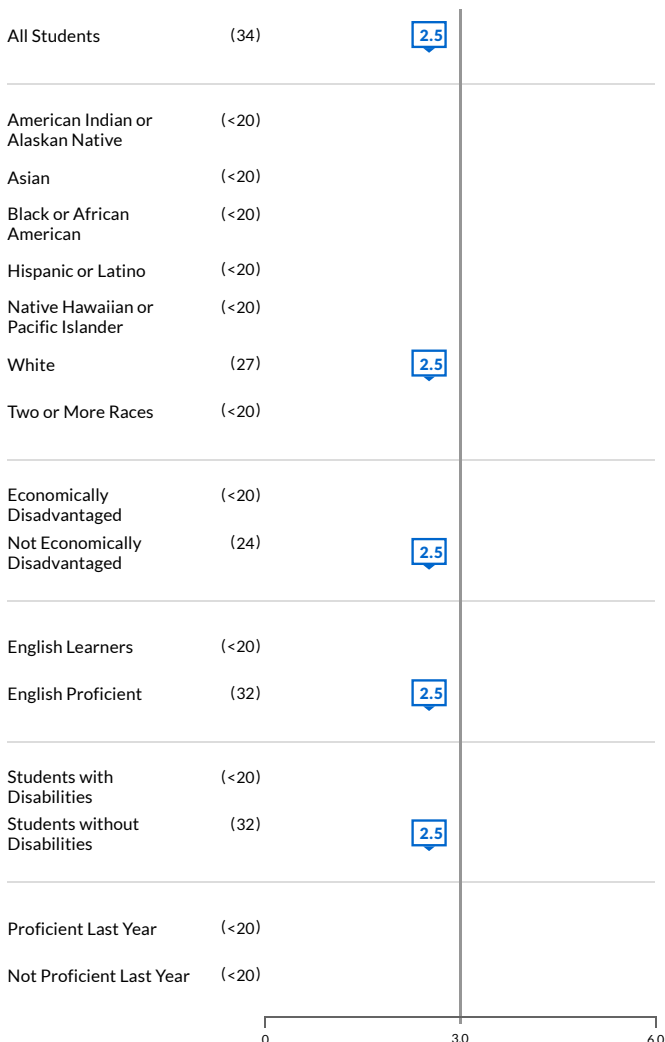 All Students (34) 2.5
American Indian or (<20)
Alaskan Native
Asian (<20)
Black or African (<20)
American
Hispanic or Latino (<20)
Native Hawaiian or (<20)
Pacific Islander
White (27) 2.5
Two or More Races (<20)
Economically (<20)
Disadvantaged
Not Economically (24) 2.5
Disadvantaged
English Learners (<20)
English Proficient (32) 2.5
Students with (<20)
Disabilities
Students without (32) 2.5
Disabilities
Proficient Last Year (<20)
Not Proficient Last Year (<20)
0 3.0 6.0